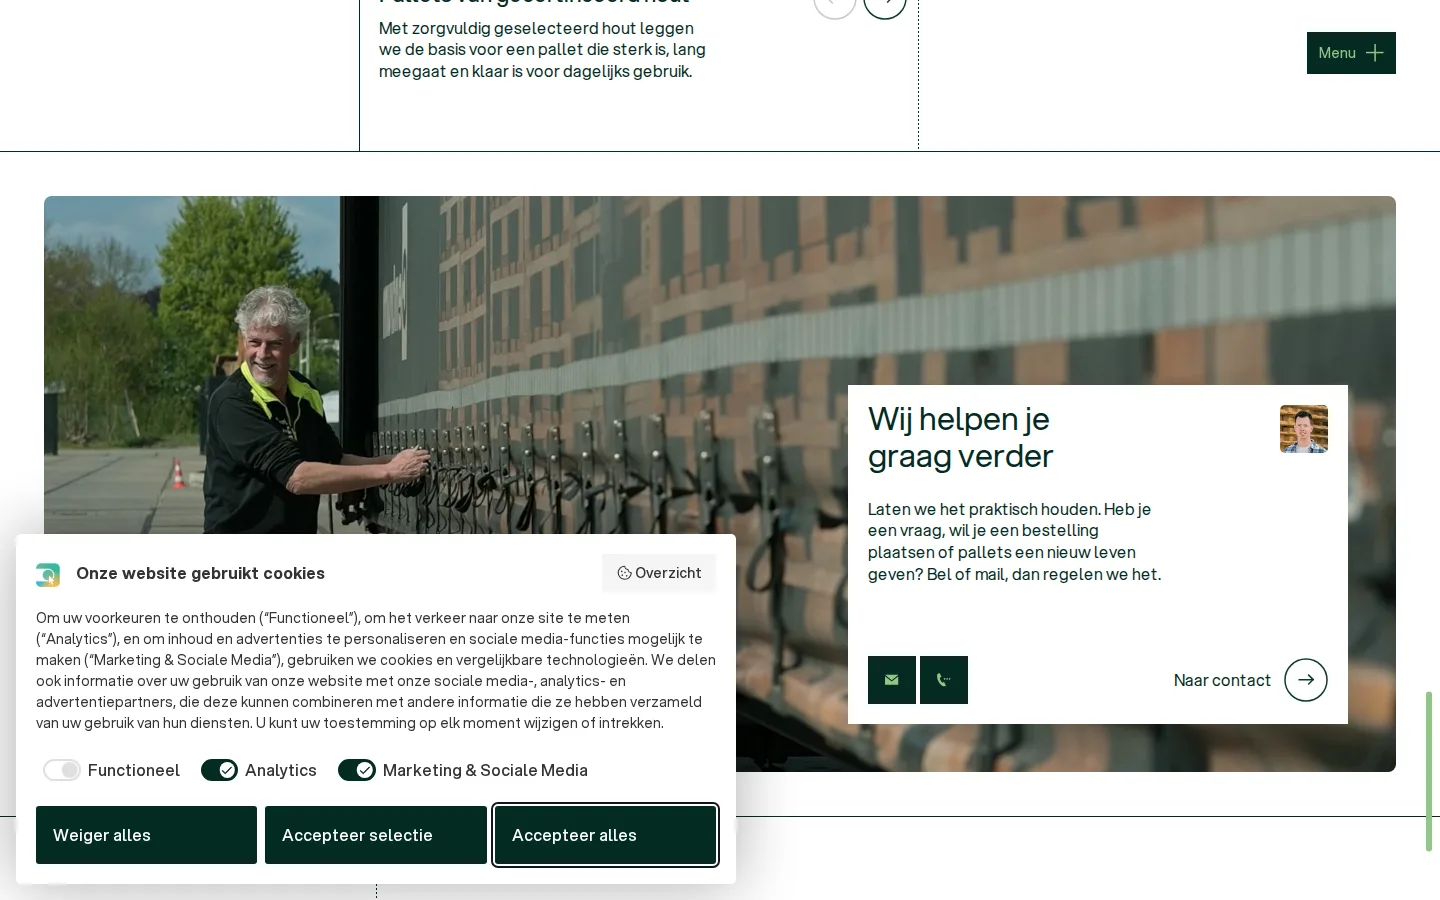 Met zorgvuldig geselecteerd hout leggen
we de basis voor een pallet die sterk is, lang
meegaat en klaar is voor dagelijks gebruik.
Menu
Wij helpen je
graag verder
Laten we het praktisch houden. Heb je
een vraag, wil je een bestelling
plaatsen of pallets een nieuw leven
geven? Bel of mail, dan regelen we het.
Naar contact
Onze website gebruikt cookies
Overzicht
Om uw voorkeuren te onthouden (“Functioneel”), om het verkeer naar onze site te meten
(“Analytics”), en om inhoud en advertenties te personaliseren en sociale media-functies mogelijk te
maken (“Marketing & Sociale Media”), gebruiken we cookies en vergelijkbare technologieën. We delen
ook informatie over uw gebruik van onze website met onze sociale media-, analytics- en
advertentiepartners, die deze kunnen combineren met andere informatie die ze hebben verzameld
van uw gebruik van hun diensten. U kunt uw toestemming op elk moment wijzigen of intrekken.
Functioneel
Analytics
Marketing & Sociale Media
Weiger alles
Accepteer selectie
Accepteer alles